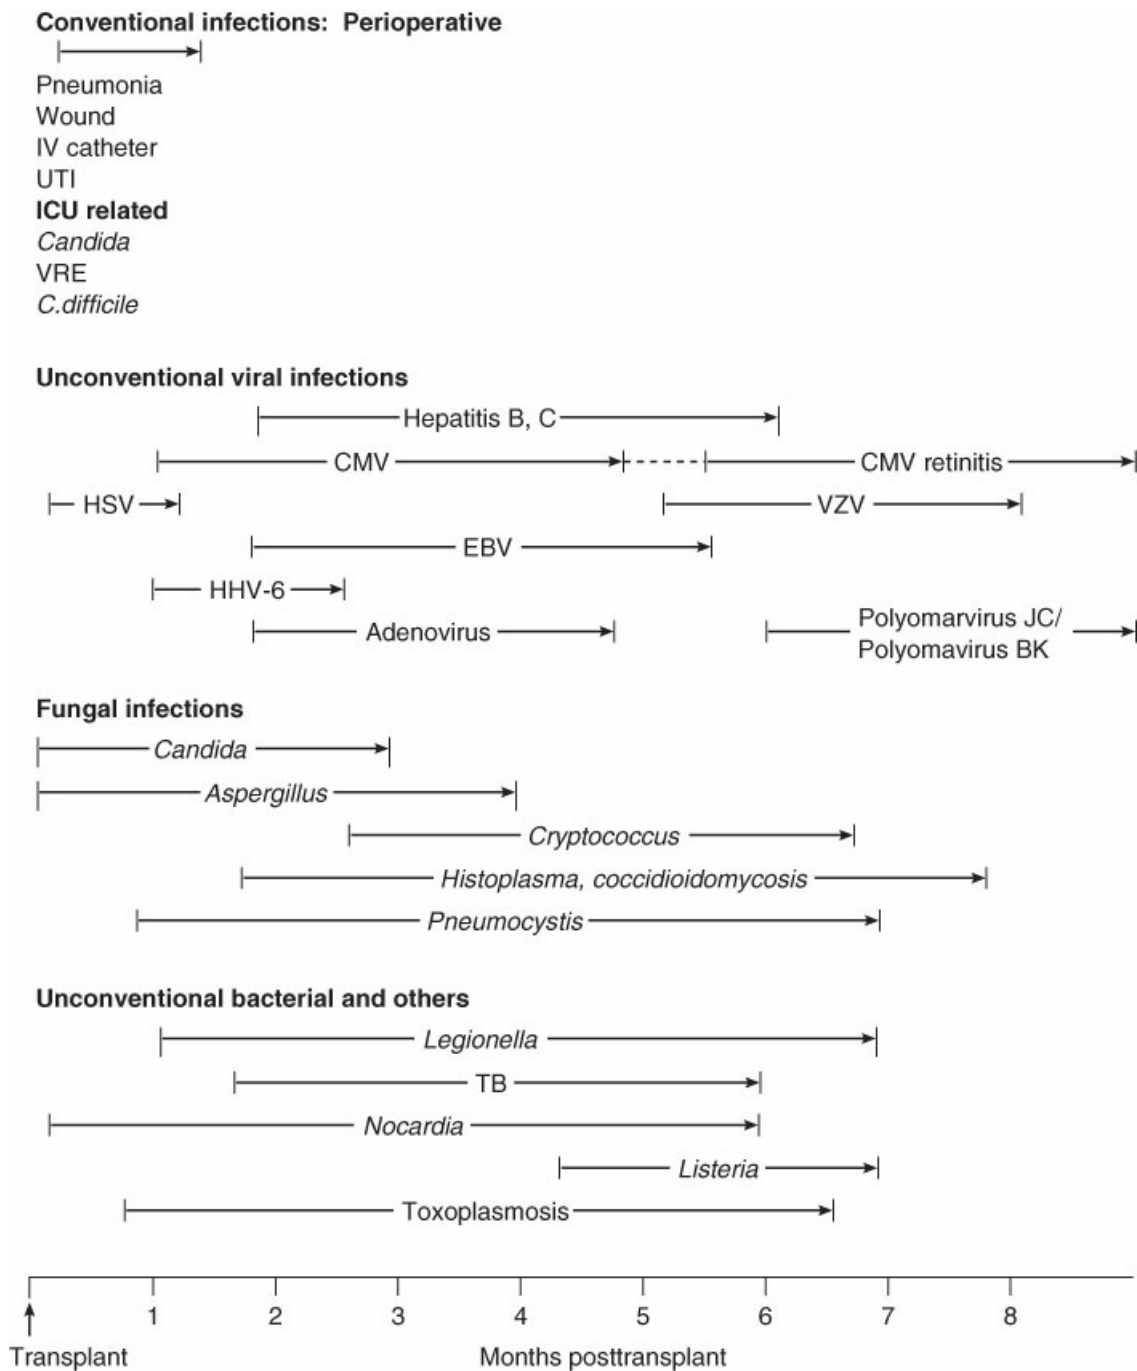 Conventional infections: Perioperative
Pneumonia
Wound
IV catheter
UTI
ICU related
Candida
VRE
C.difficile
Unconventional viral infections
Hepatitis B, C
CMV CMV retinitis
HSV VZV
EBV
HHV-6
Adenovirus
Polyomarvirus JC/
Polyomavirus BK
Fungal infections
Candida
Aspergillus
Cryptococcus
Histoplasma, coccidioidomycosis
Pneumocystis
Unconventional bacterial and others
Legionella
TB
Nocardia
Listeria
Toxoplasmosis
1 2 3 4 5 6 7 8
Transplant Months posttransplant